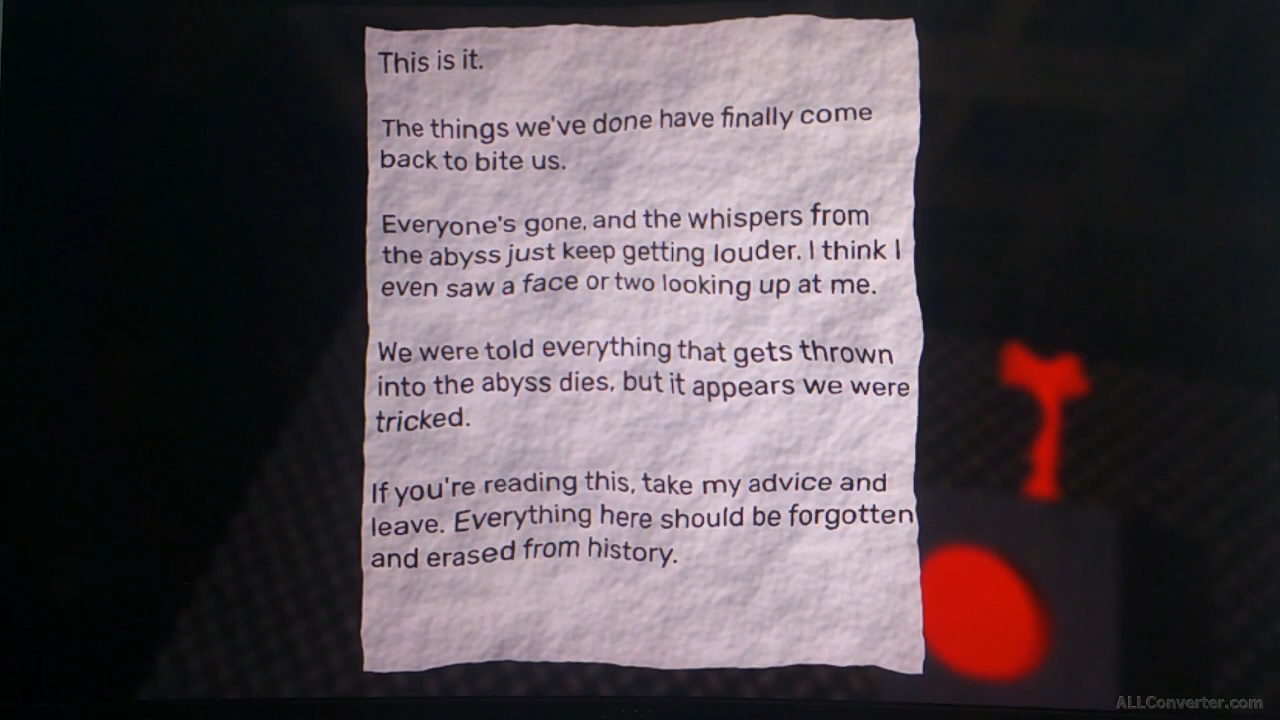 This is it.
The things we've done have finally come
back to bite us.
Everyone's gone, and the whispers from
the abyss just keep getting louder. I think I
even saw a face or two looking up at me.
We were told everything that gets thrown
into the abyss dies, but it appears we were
tricked.
If you're reading this, take my advice and
leave. Everything here should be forgotten
and erased from history.
ALLConverter.com